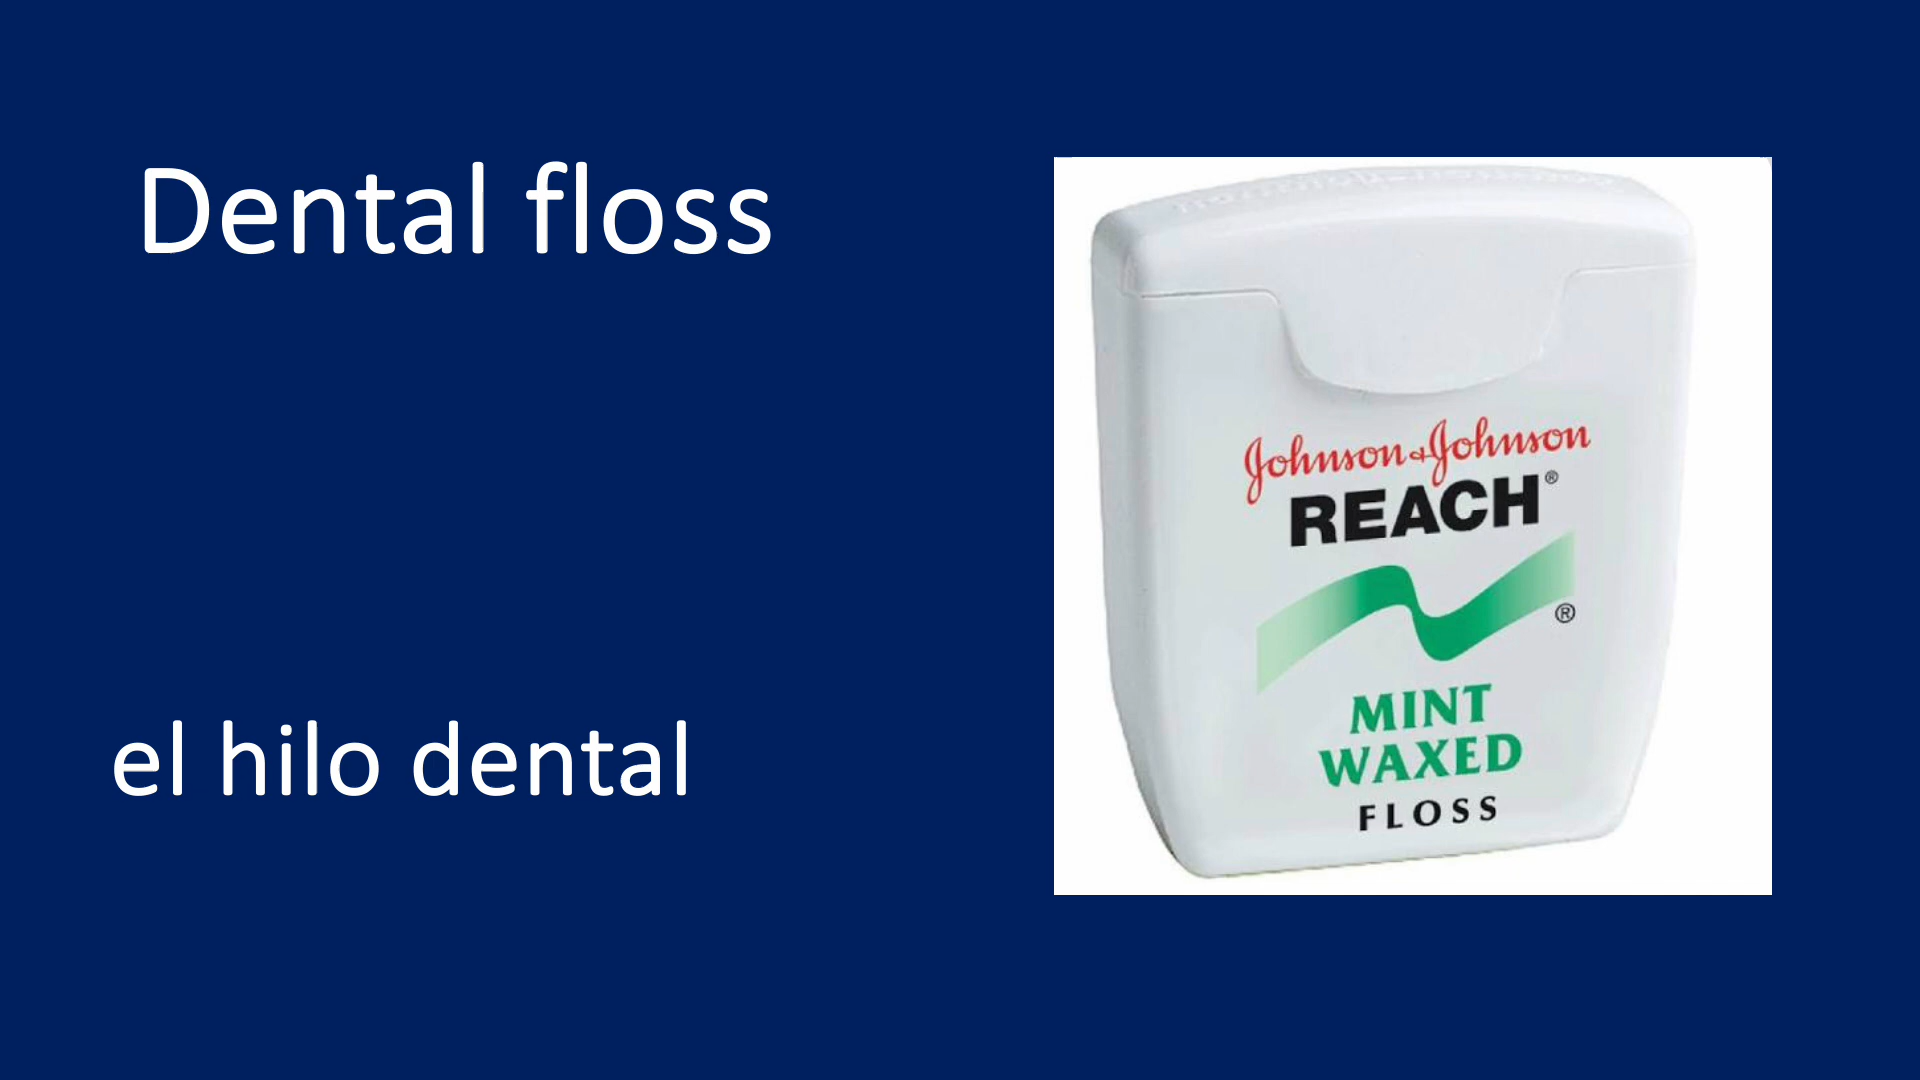 Dental floss
el hilo dental
Johnson & Johnson
REACH®
®
MINT
WAXED
FLOSS